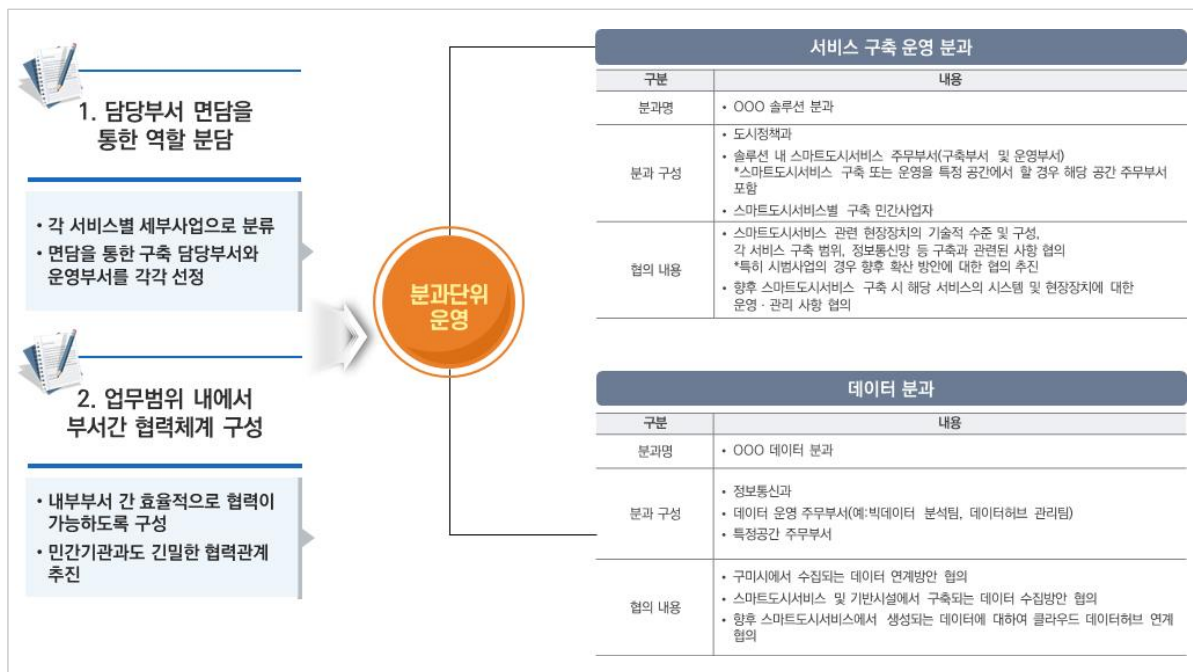 1. 담당부서 면담을
통한 역할 분담
• 각 서비스별 세부사업으로 분류
• 면담을 통한 구축 담당부서와
운영부서를 각각 선정
2. 업무범위 내에서
부서간 협력체계 구성
• 내부부서 간 효율적으로 협력이
가능하도록 구성
• 민간기관과도 긴밀한 협력관계
추진
분과단위
운영
서비스 구축 운영 분과
구분 내용
분과명 • OOO 솔루션 분과
분과 구성 • 도시정책과
• 솔루션 내 스마트도시서비스 주무부서(구축부서 및 운영부서)
*스마트도시서비스 구축 또는 운영을 특정 공간에서 할 경우 해당 공간 주무부서
포함
• 스마트도시서비스별 구축 민간사업자
협의 내용 • 스마트도시서비스 관련 현장장치의 기술적 수준 및 구성,
각 서비스 구축 범위, 정보통신망 등 구축과 관련된 사항 협의
*특히 시범사업의 경우 향후 확산 방안에 대한 협의 추진
• 향후 스마트도시서비스 구축 시 해당 서비스의 시스템 및 현장장치에 대한
운영 · 관리 사항 협의
데이터 분과
구분 내용
분과명 • OOO 데이터 분과
분과 구성 • 정보통신과
• 데이터 운영 주무부서(예:빅데이터 분석팀, 데이터허브 관리팀)
• 특정공간 주무부서
협의 내용 • 구미시에서 수집되는 데이터 연계방안 협의
• 스마트도시서비스 및 기반시설에서 구축되는 데이터 수집방안 협의
• 향후 스마트도시서비스에서 생성되는 데이터에 대하여 클라우드 데이터허브 연계
협의